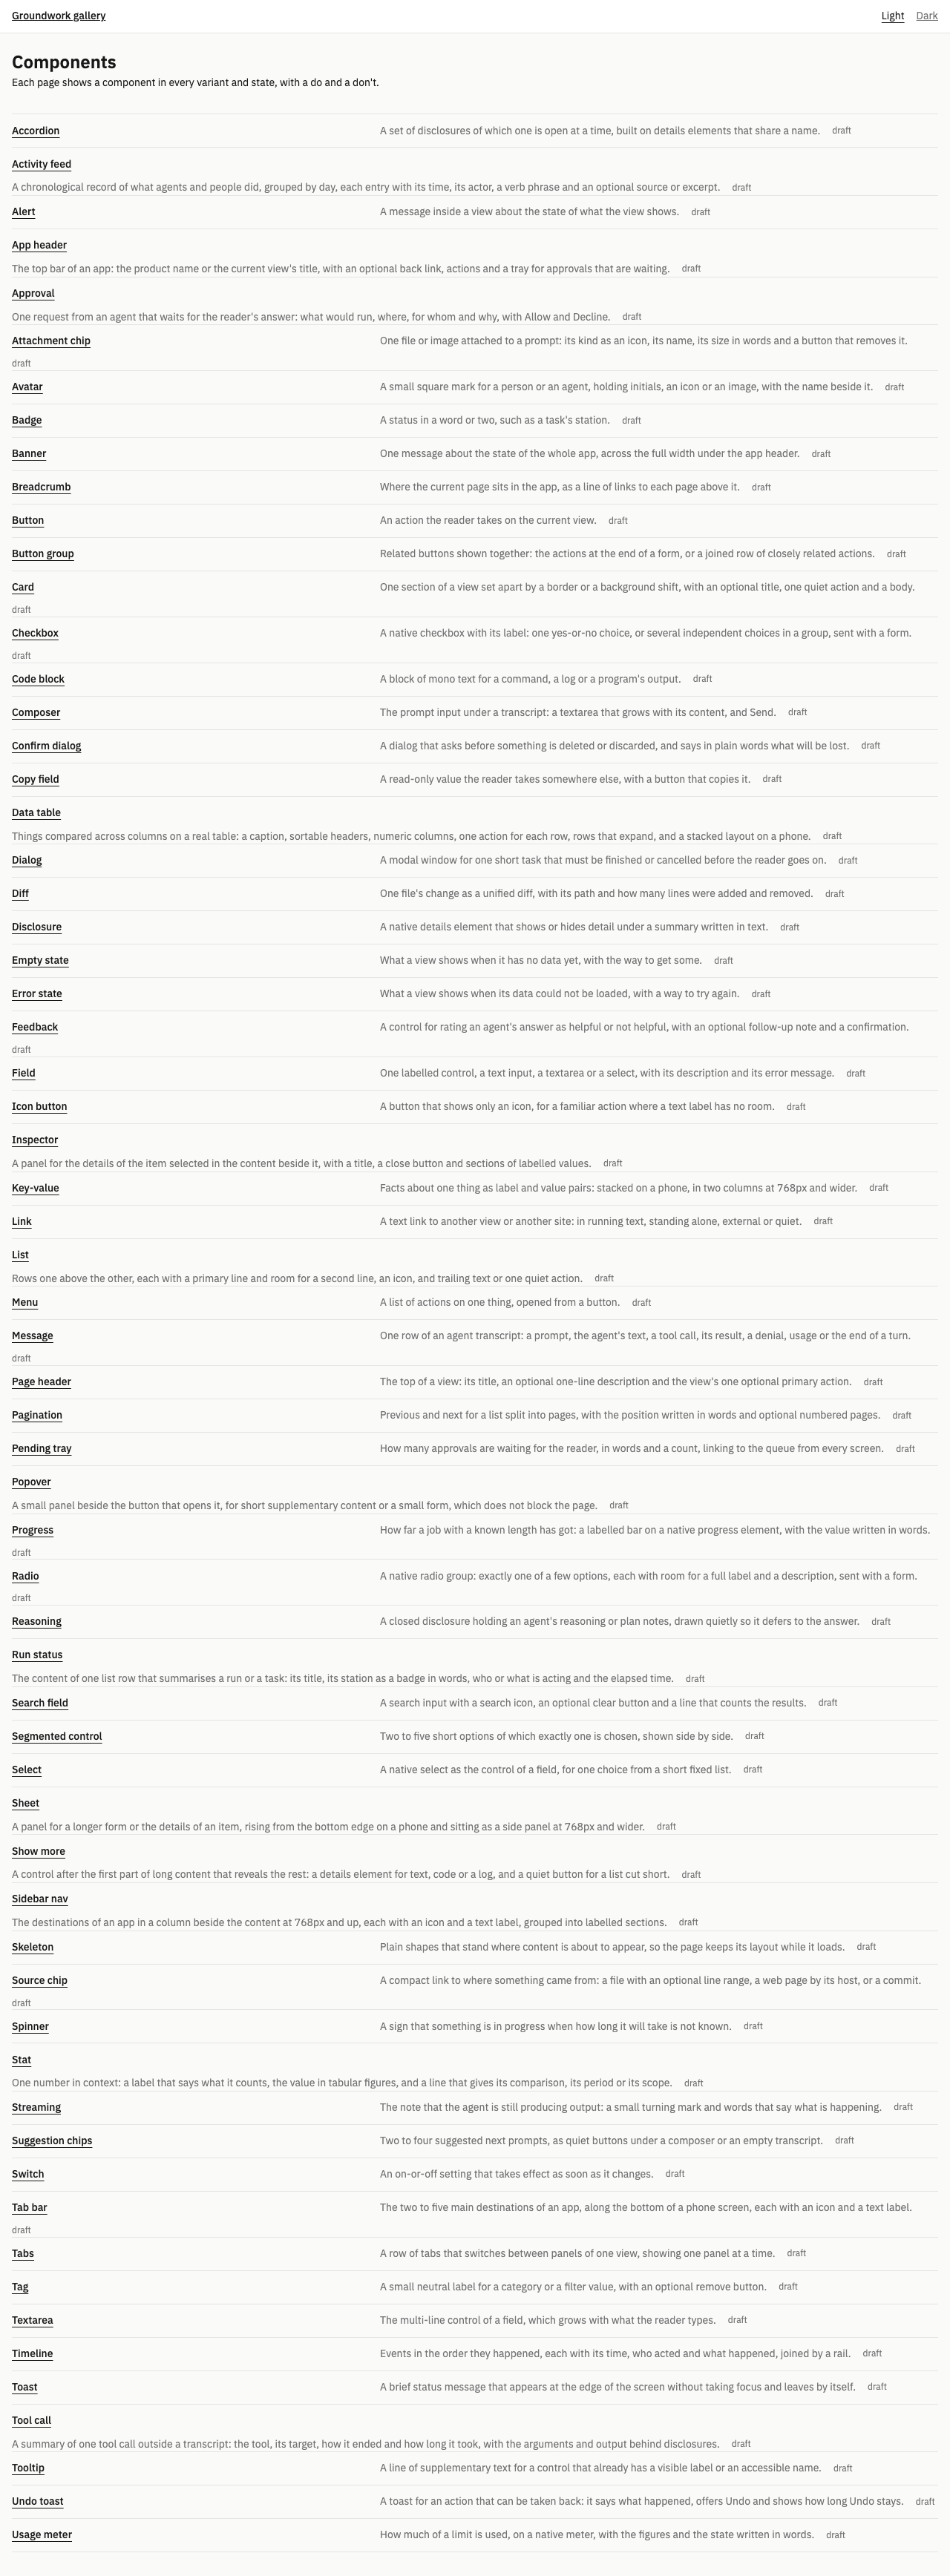 Groundwork gallery Light Dark
Components
Each page shows a component in every variant and state, with a do and a don't.
Accordion A set of disclosures of which one is open at a time, built on details elements that share a name. draft
Activity feed
A chronological record of what agents and people did, grouped by day, each entry with its time, its actor, a verb phrase and an optional source or excerpt. draft
Alert A message inside a view about the state of what the view shows. draft
App header
The top bar of an app: the product name or the current view's title, with an optional back link, actions and a tray for approvals that are waiting. draft
Approval
One request from an agent that waits for the reader's answer: what would run, where, for whom and why, with Allow and Decline. draft
Attachment chip One file or image attached to a prompt: its kind as an icon, its name, its size in words and a button that removes it.
draft
Avatar A small square mark for a person or an agent, holding initials, an icon or an image, with the name beside it. draft
Badge A status in a word or two, such as a task's station. draft
Banner One message about the state of the whole app, across the full width under the app header. draft
Breadcrumb Where the current page sits in the app, as a line of links to each page above it. draft
Button An action the reader takes on the current view. draft
Button group Related buttons shown together: the actions at the end of a form, or a joined row of closely related actions. draft
Card One section of a view set apart by a border or a background shift, with an optional title, one quiet action and a body.
draft
Checkbox A native checkbox with its label: one yes-or-no choice, or several independent choices in a group, sent with a form.
draft
Code block A block of mono text for a command, a log or a program's output. draft
Composer The prompt input under a transcript: a textarea that grows with its content, and Send. draft
Confirm dialog A dialog that asks before something is deleted or discarded, and says in plain words what will be lost. draft
Copy field A read-only value the reader takes somewhere else, with a button that copies it. draft
Data table
Things compared across columns on a real table: a caption, sortable headers, numeric columns, one action for each row, rows that expand, and a stacked layout on a phone. draft
Dialog A modal window for one short task that must be finished or cancelled before the reader goes on. draft
Diff One file's change as a unified diff, with its path and how many lines were added and removed. draft
Disclosure A native details element that shows or hides detail under a summary written in text. draft
Empty state What a view shows when it has no data yet, with the way to get some. draft
Error state What a view shows when its data could not be loaded, with a way to try again. draft
Feedback A control for rating an agent's answer as helpful or not helpful, with an optional follow-up note and a confirmation.
draft
Field One labelled control, a text input, a textarea or a select, with its description and its error message. draft
Icon button A button that shows only an icon, for a familiar action where a text label has no room. draft
Inspector
A panel for the details of the item selected in the content beside it, with a title, a close button and sections of labelled values. draft
Key-value Facts about one thing as label and value pairs: stacked on a phone, in two columns at 768px and wider. draft
Link A text link to another view or another site: in running text, standing alone, external or quiet. draft
List
Rows one above the other, each with a primary line and room for a second line, an icon, and trailing text or one quiet action. draft
Menu A list of actions on one thing, opened from a button. draft
Message One row of an agent transcript: a prompt, the agent's text, a tool call, its result, a denial, usage or the end of a turn.
draft
Page header The top of a view: its title, an optional one-line description and the view's one optional primary action. draft
Pagination Previous and next for a list split into pages, with the position written in words and optional numbered pages. draft
Pending tray How many approvals are waiting for the reader, in words and a count, linking to the queue from every screen. draft
Popover
A small panel beside the button that opens it, for short supplementary content or a small form, which does not block the page. draft
Progress How far a job with a known length has got: a labelled bar on a native progress element, with the value written in words.
draft
Radio A native radio group: exactly one of a few options, each with room for a full label and a description, sent with a form.
draft
Reasoning A closed disclosure holding an agent's reasoning or plan notes, drawn quietly so it defers to the answer. draft
Run status
The content of one list row that summarises a run or a task: its title, its station as a badge in words, who or what is acting and the elapsed time. draft
Search field A search input with a search icon, an optional clear button and a line that counts the results. draft
Segmented control Two to five short options of which exactly one is chosen, shown side by side. draft
Select A native select as the control of a field, for one choice from a short fixed list. draft
Sheet
A panel for a longer form or the details of an item, rising from the bottom edge on a phone and sitting as a side panel at 768px and wider. draft
Show more
A control after the first part of long content that reveals the rest: a details element for text, code or a log, and a quiet button for a list cut short. draft
Sidebar nav
The destinations of an app in a column beside the content at 768px and up, each with an icon and a text label, grouped into labelled sections. draft
Skeleton Plain shapes that stand where content is about to appear, so the page keeps its layout while it loads. draft
Source chip A compact link to where something came from: a file with an optional line range, a web page by its host, or a commit.
draft
Spinner A sign that something is in progress when how long it will take is not known. draft
Stat
One number in context: a label that says what it counts, the value in tabular figures, and a line that gives its comparison, its period or its scope. draft
Streaming The note that the agent is still producing output: a small turning mark and words that say what is happening. draft
Suggestion chips Two to four suggested next prompts, as quiet buttons under a composer or an empty transcript. draft
Switch An on-or-off setting that takes effect as soon as it changes. draft
Tab bar The two to five main destinations of an app, along the bottom of a phone screen, each with an icon and a text label.
draft
Tabs A row of tabs that switches between panels of one view, showing one panel at a time. draft
Tag A small neutral label for a category or a filter value, with an optional remove button. draft
Textarea The multi-line control of a field, which grows with what the reader types. draft
Timeline Events in the order they happened, each with its time, who acted and what happened, joined by a rail. draft
Toast A brief status message that appears at the edge of the screen without taking focus and leaves by itself. draft
Tool call
A summary of one tool call outside a transcript: the tool, its target, how it ended and how long it took, with the arguments and output behind disclosures. draft
Tooltip A line of supplementary text for a control that already has a visible label or an accessible name. draft
Undo toast A toast for an action that can be taken back: it says what happened, offers Undo and shows how long Undo stays. draft
Usage meter How much of a limit is used, on a native meter, with the figures and the state written in words. draft